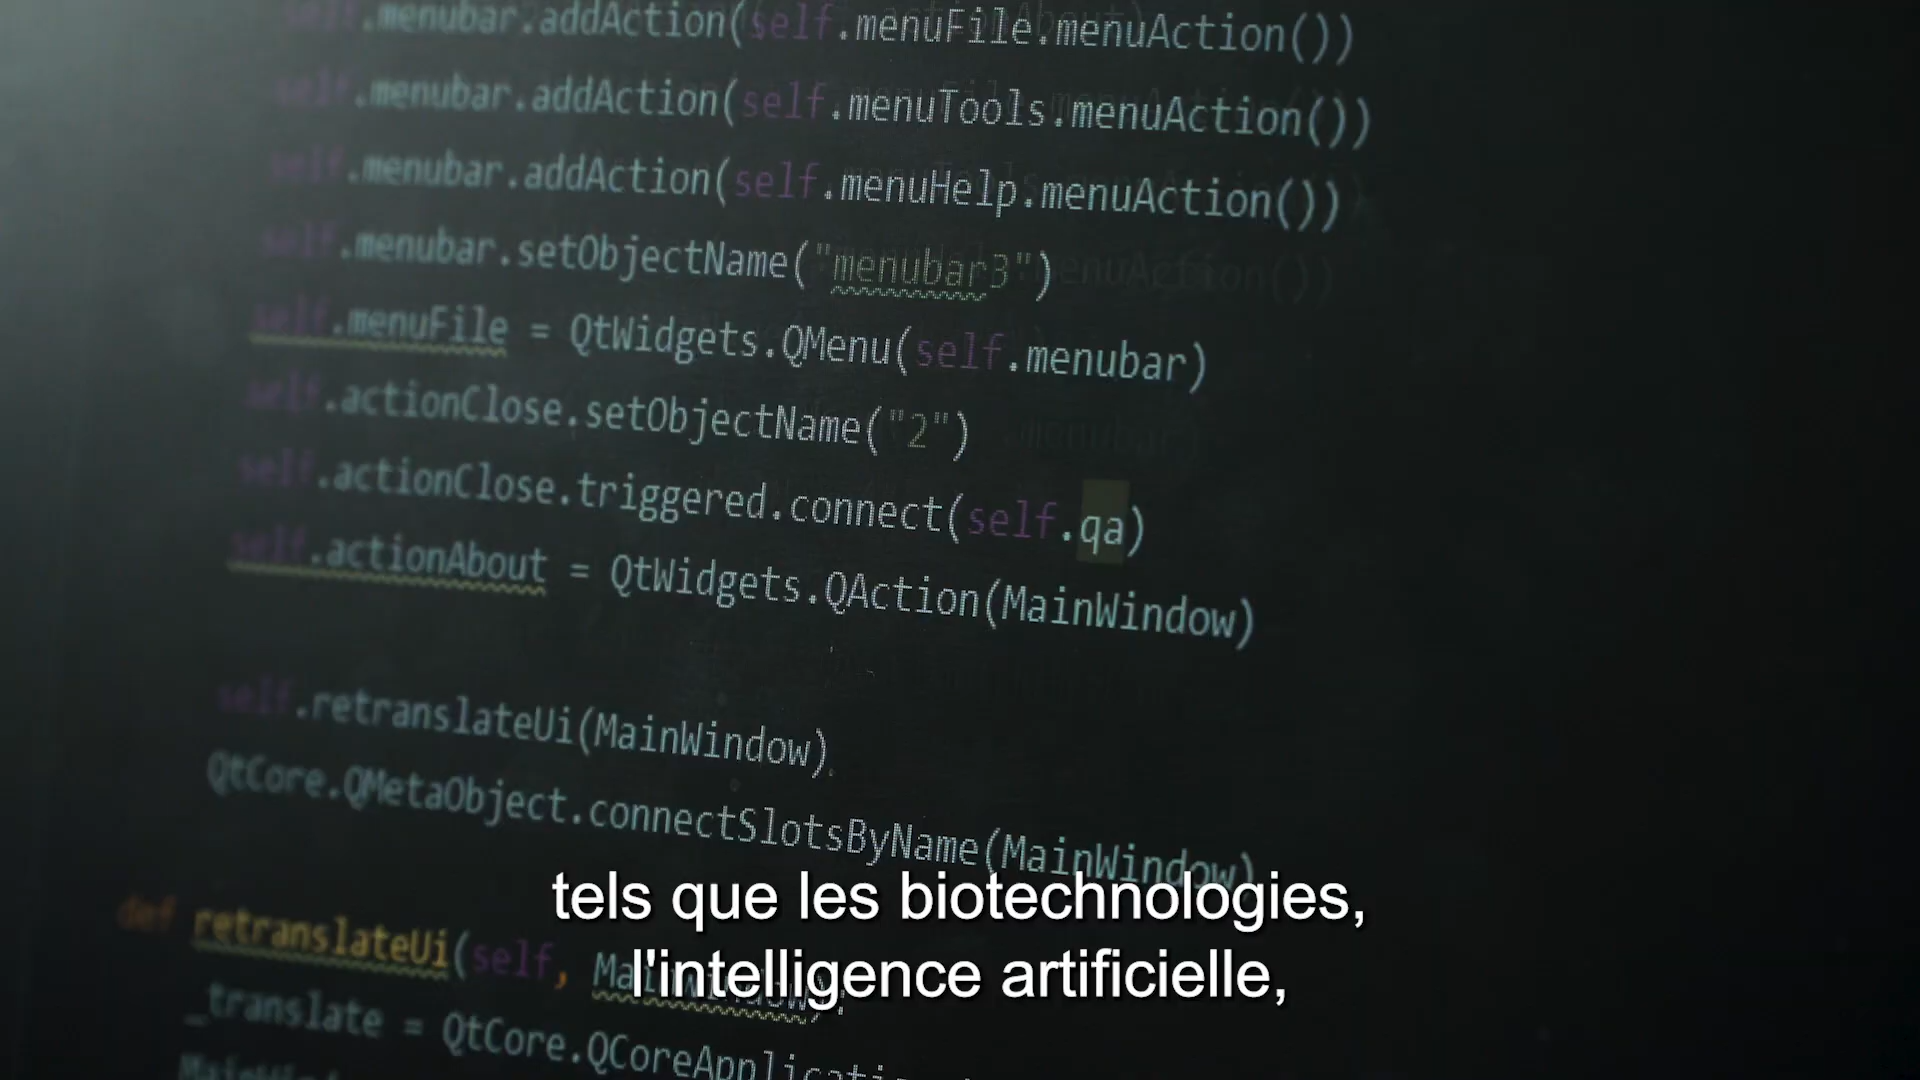 self.menubar.addAction(self.menuFile.menuAction())
self.menubar.addAction(self.menuTools.menuAction())
self.menubar.addAction(self.menuHelp.menuAction())
self.menubar.setObjectName("menubar3")
self.menuFile = QtWidgets.QMenu(self.menubar)
self.actionClose.setObjectName("2")
self.actionClose.triggered.connect(self.qa)
self.actionAbout = QtWidgets.QAction(MainWindow)
self.retranslateUi(MainWindow)
QtCore.QMetaObject.connectSlotsByName(MainWindow)
def retranslateUi(self, MainWindow):
_translate = QtCore.QCoreApplicati
tels que les biotechnologies,
l'intelligence artificielle,